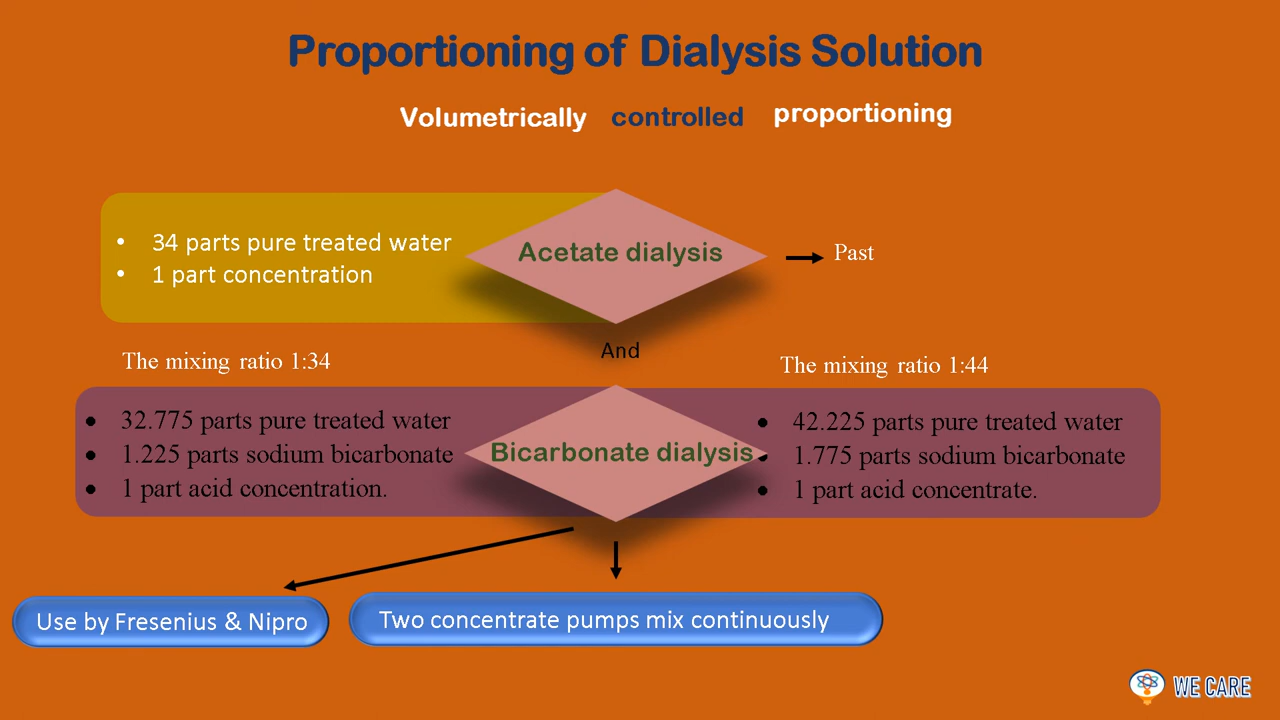 Proportioning of Dialysis Solution
Volumetrically controlled proportioning
• 34 parts pure treated water
• 1 part concentration
Acetate dialysis
Past
And
The mixing ratio 1:34
The mixing ratio 1:44
• 32.775 parts pure treated water
• 1.225 parts sodium bicarbonate
• 1 part acid concentration.
Bicarbonate dialysis
• 42.225 parts pure treated water
• 1.775 parts sodium bicarbonate
• 1 part acid concentrate.
Use by Fresenius & Nipro
Two concentrate pumps mix continuously
WE CARE